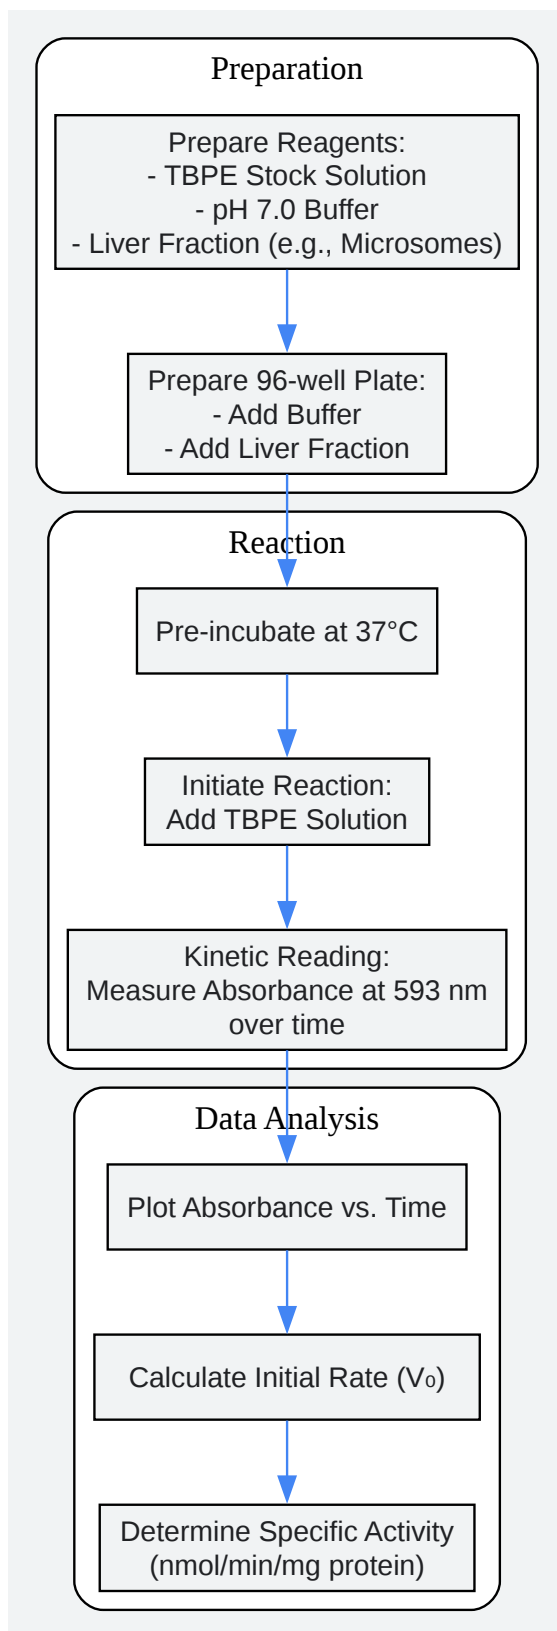 Preparation
Prepare Reagents:
- TBPE Stock Solution
- pH 7.0 Buffer
- Liver Fraction (e.g., Microsomes)
Prepare 96-well Plate:
- Add Buffer
- Add Liver Fraction
Reaction
Pre-incubate at 37°C
Initiate Reaction:
Add TBPE Solution
Kinetic Reading:
Measure Absorbance at 593 nm
over time
Data Analysis
Plot Absorbance vs. Time
Calculate Initial Rate (V₀)
Determine Specific Activity
(nmol/min/mg protein)